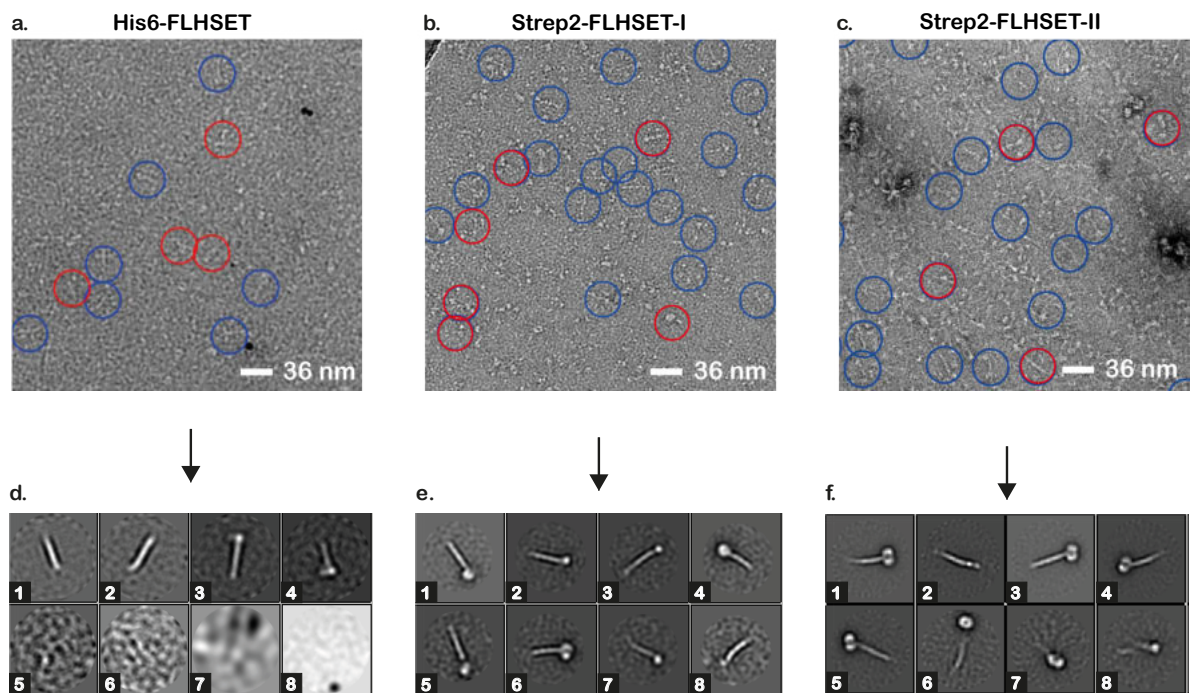 a.
His6-FLHSET
b.
Strep2-FLHSET-I
c.
Strep2-FLHSET-II
36 nm
36 nm
36 nm
d.
e.
f.
1 2 3 4
5 6 7 8
1 2 3 4
5 6 7 8
1 2 3 4
5 6 7 8